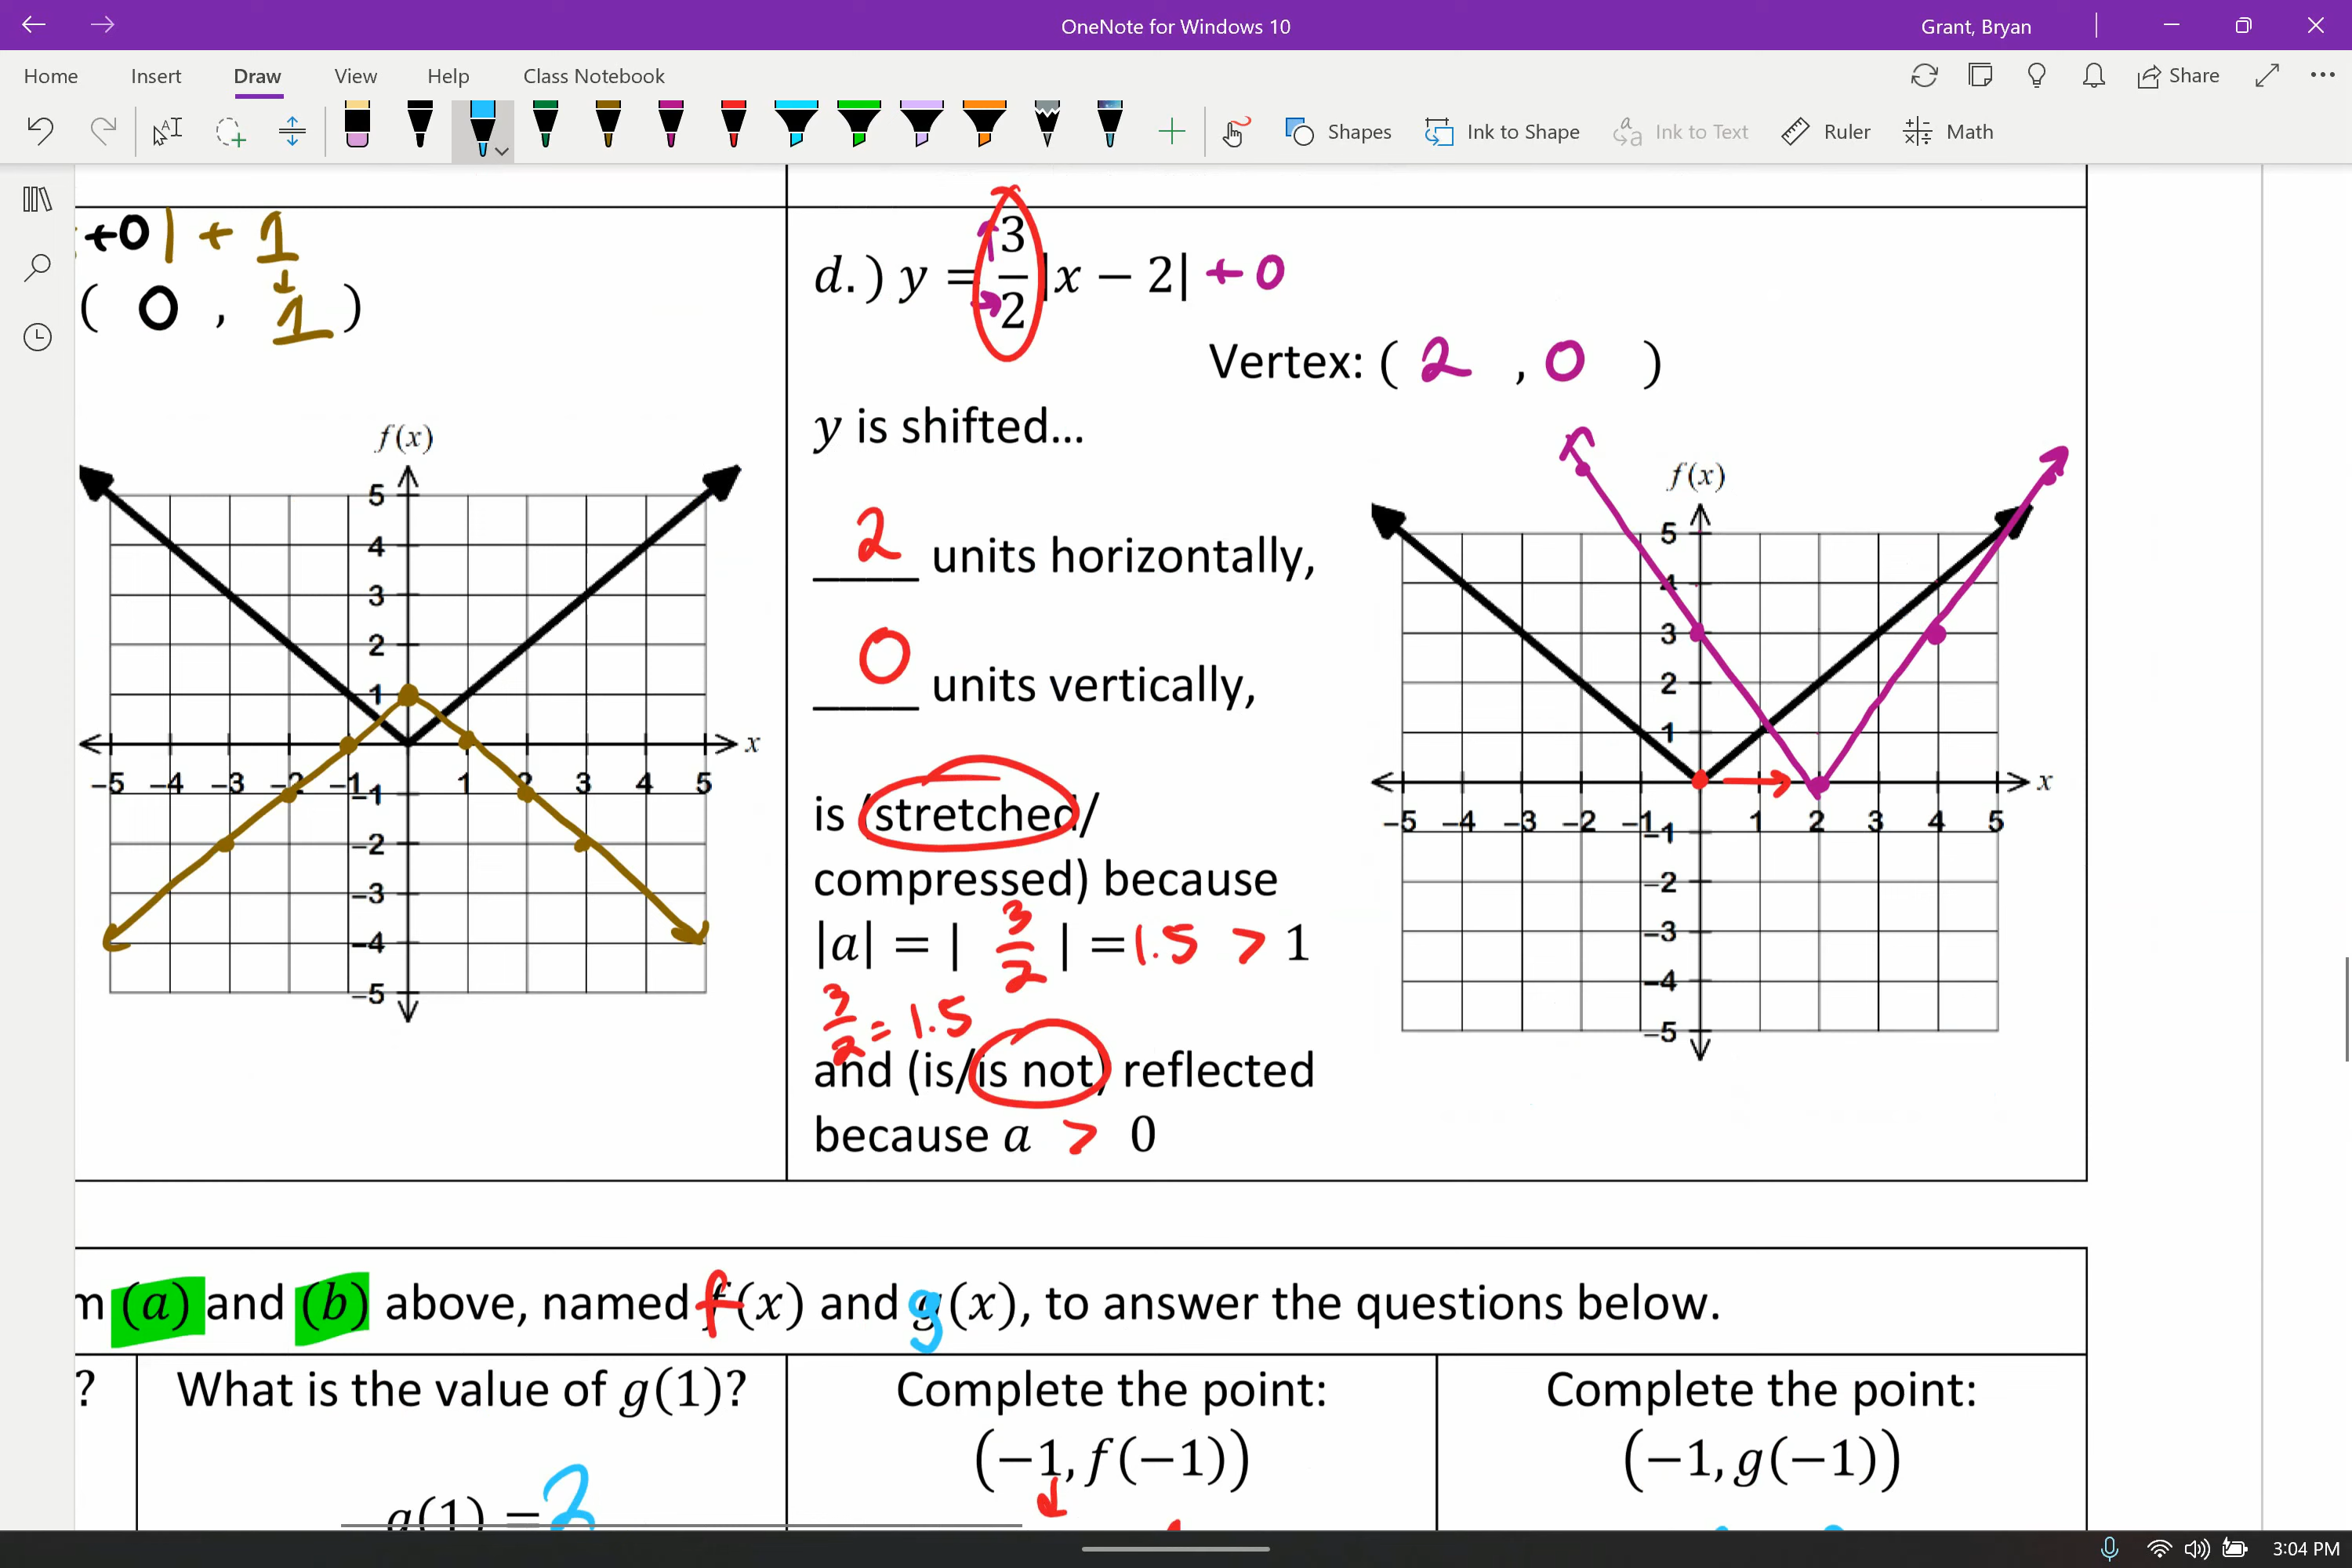 OneNote for Windows 10
Grant, Bryan
Home Insert Draw View Help Class Notebook
Share
Shapes Ink to Shape Ink to Text Ruler Math
+0| + 1
( 0 , 1 )
f(x)
5
4
3
2
1
x
-5 -4 -3 -2 -1 1 2 3 4 5
-1
-2
-3
-4
-5
d.) y = 3/2 |x − 2| + 0
Vertex: ( 2 , 0 )
y is shifted...
2 units horizontally,
0 units vertically,
is (stretched/
compressed) because
|a| = | 3/2 | = 1.5 > 1
3/2 = 1.5
and (is/is not) reflected
because a > 0
f(x)
5
4
3
2
1
x
-5 -4 -3 -2 -1 1 2 3 4 5
-1
-2
-3
-4
-5
m (a) and (b) above, named f(x) and g(x), to answer the questions below.
?
What is the value of g(1)?
g(1) = 2
Complete the point:
(−1, f(−1))
Complete the point:
(−1, g(−1))
3:04 PM